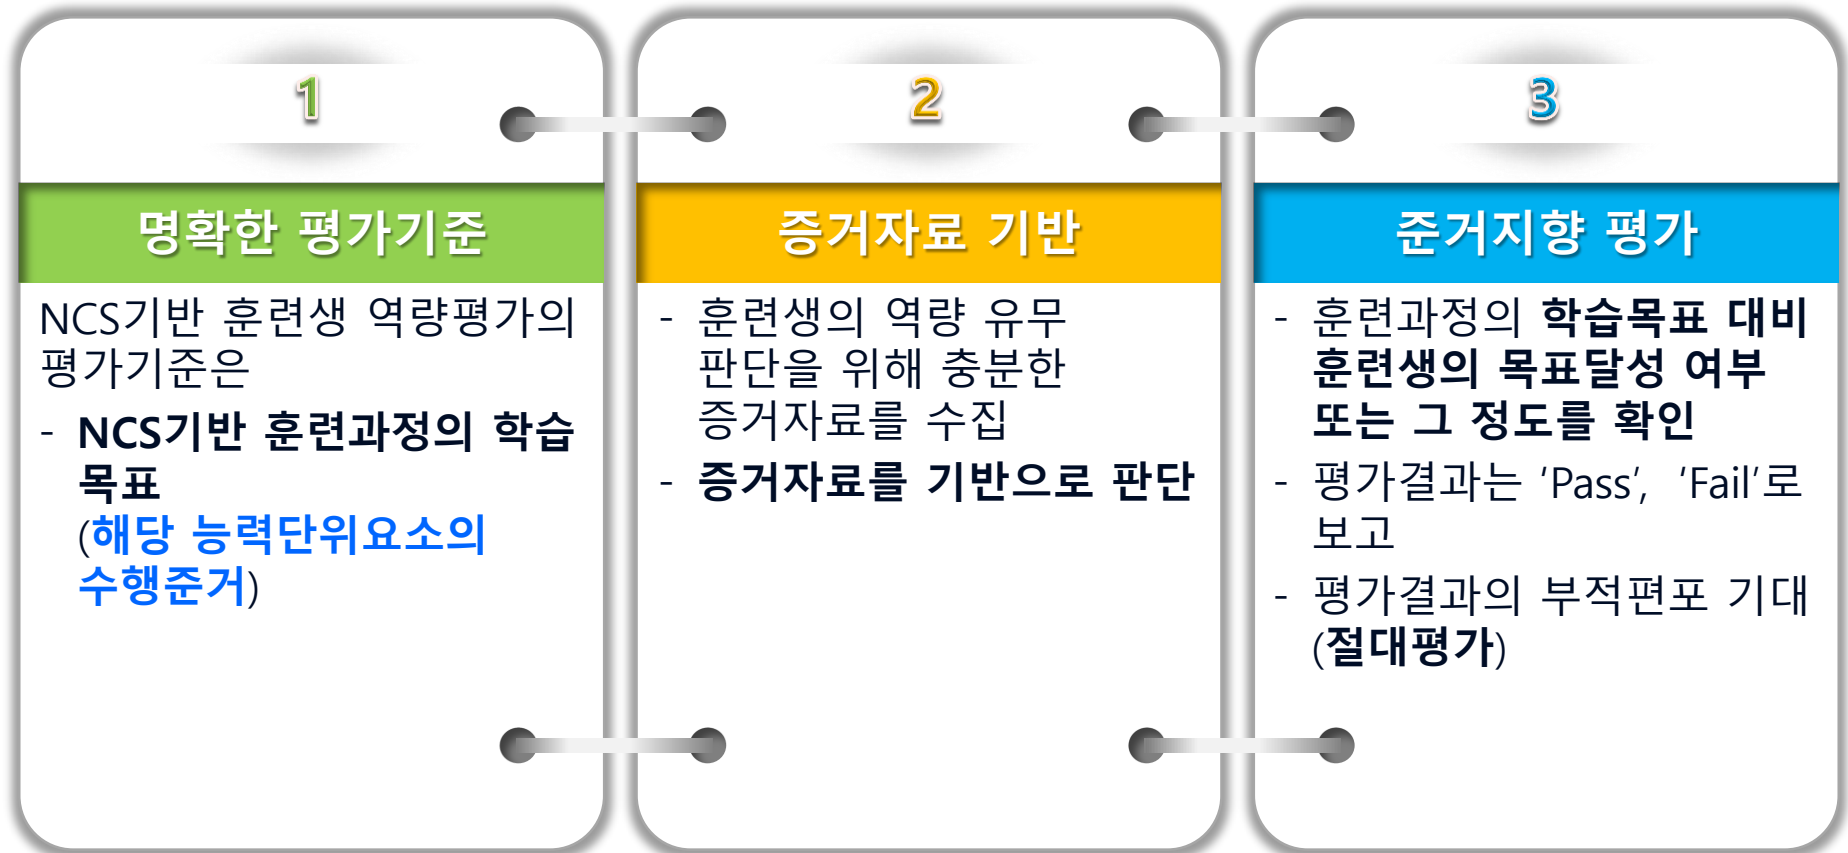 1
명확한 평가기준
NCS기반 훈련생 역량평가의
평가기준은
- NCS기반 훈련과정의 학습
목표
(해당 능력단위요소의
수행준거)
2
증거자료 기반
- 훈련생의 역량 유무
판단을 위해 충분한
증거자료를 수집
- 증거자료를 기반으로 판단
3
준거지향 평가
- 훈련과정의 학습목표 대비
훈련생의 목표달성 여부
또는 그 정도를 확인
- 평가결과는 ‘Pass’, ‘Fail’로
보고
- 평가결과의 부적편포 기대
(절대평가)